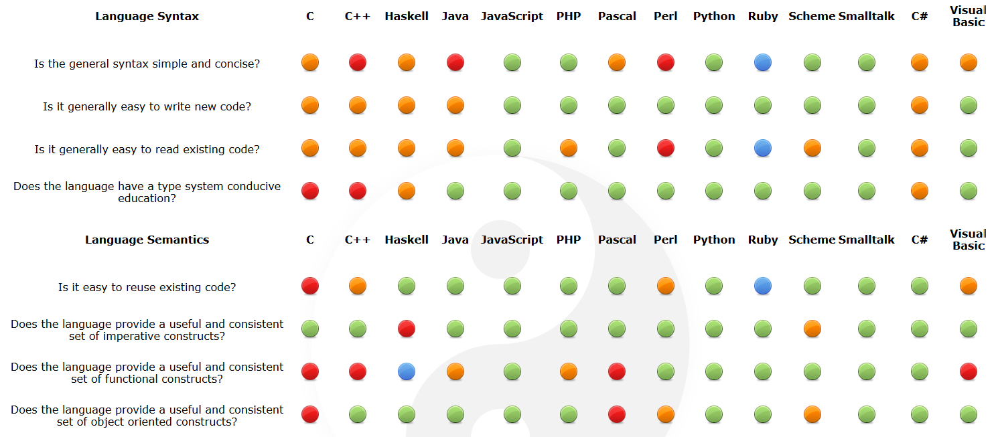 Language Syntax C C++ Haskell Java JavaScript PHP Pascal Perl Python Ruby Scheme Smalltalk C# Visual Basic
Is the general syntax simple and concise?
Is it generally easy to write new code?
Is it generally easy to read existing code?
Does the language have a type system conducive
education?
Language Semantics C C++ Haskell Java JavaScript PHP Pascal Perl Python Ruby Scheme Smalltalk C# Visual Basic
Is it easy to reuse existing code?
Does the language provide a useful and consistent
set of imperative constructs?
Does the language provide a useful and consistent
set of functional constructs?
Does the language provide a useful and consistent
set of object oriented constructs?